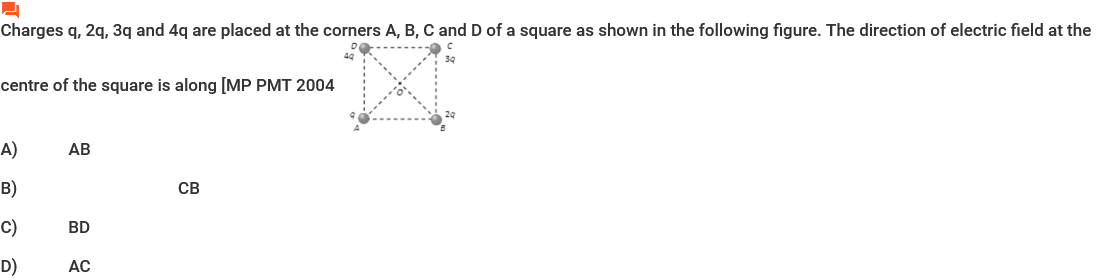 Charges q, 2q, 3q and 4q are placed at the corners A, B, C and D of a square as shown in the following figure. The direction of electric field at the
D C
4q 3q
centre of the square is along [MP PMT 2004
O
q 2q
A B
A) AB
B) CB
C) BD
D) AC